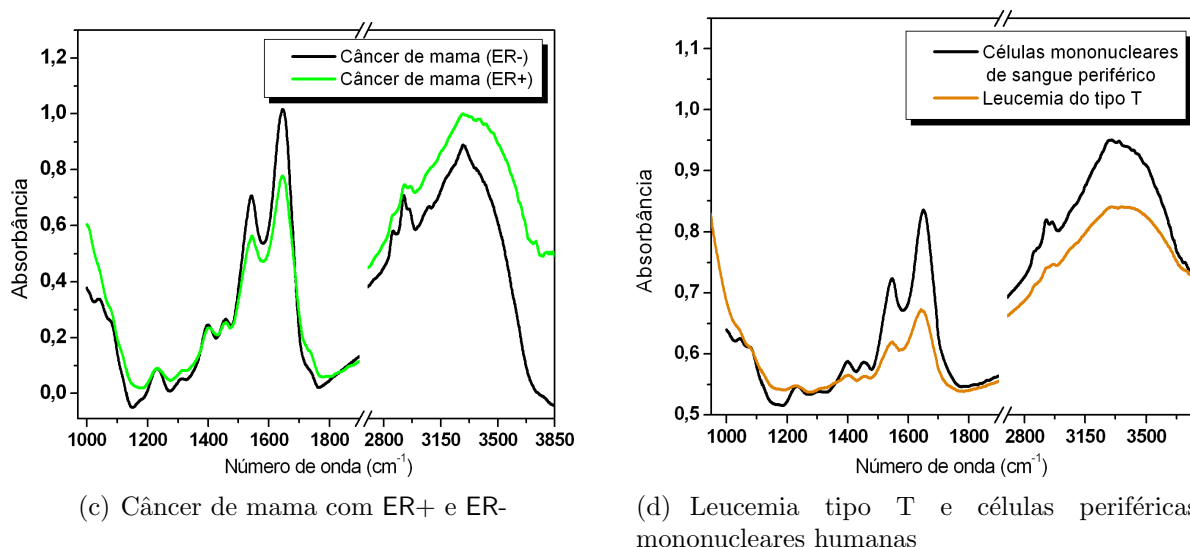 1,2
1,0
0,8
0,6
0,4
0,2
0,0
Absorbância
Câncer de mama (ER-)
Câncer de mama (ER+)
1000 1200 1400 1600 1800 2800 3150 3500 3850
Número de onda (cm-1)
(c) Câncer de mama com ER+ e ER-
1,1
1,0
0,9
0,8
0,7
0,6
0,5
Absorbância
Células mononucleares
de sangue periférico
Leucemia do tipo T
1000 1200 1400 1600 1800 2800 3150 3500
Número de onda (cm-1)
(d) Leucemia tipo T e células periféricas
mononucleares humanas